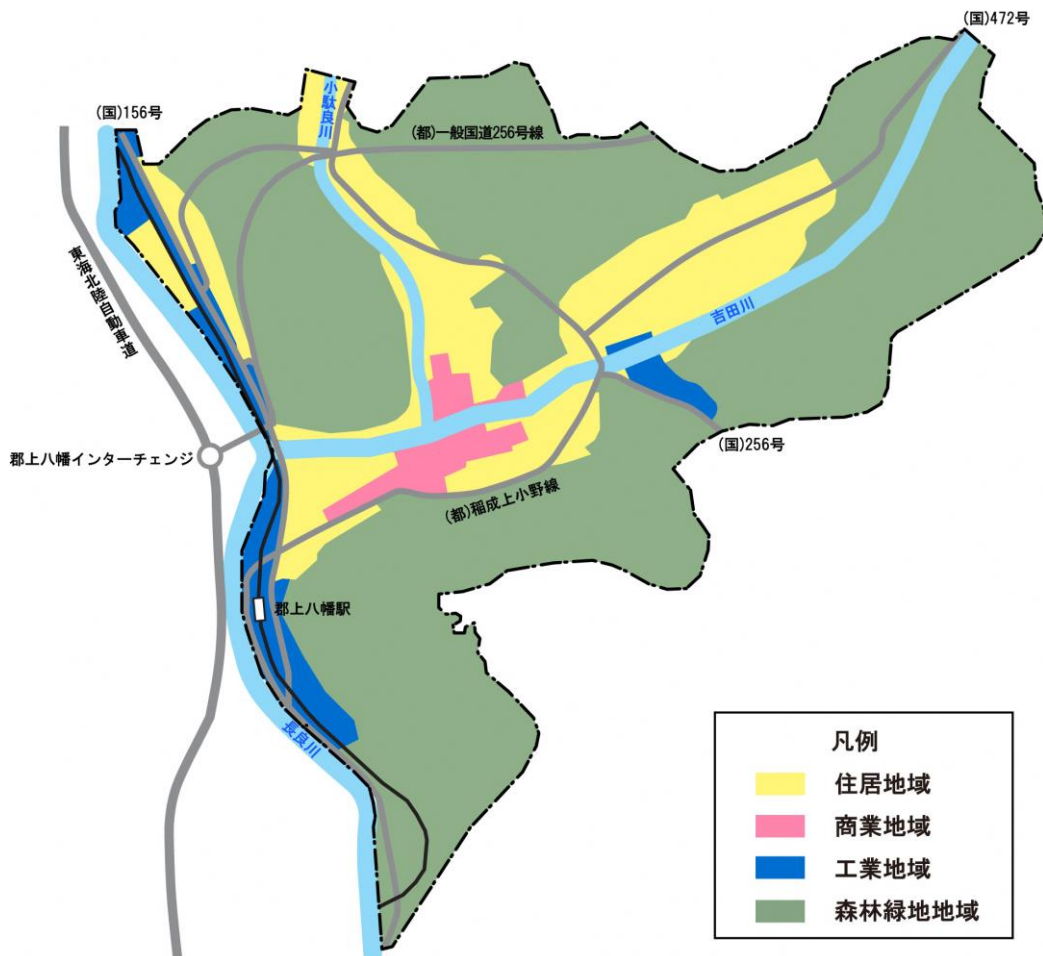 (国)472号
(国)156号
小駄良川
(都)一般国道256号線
東海北陸自動車道
吉田川
(国)256号
郡上八幡インターチェンジ
(都)稲成上小野線
郡上八幡駅
長良川
凡例
住居地域
商業地域
工業地域
森林緑地地域